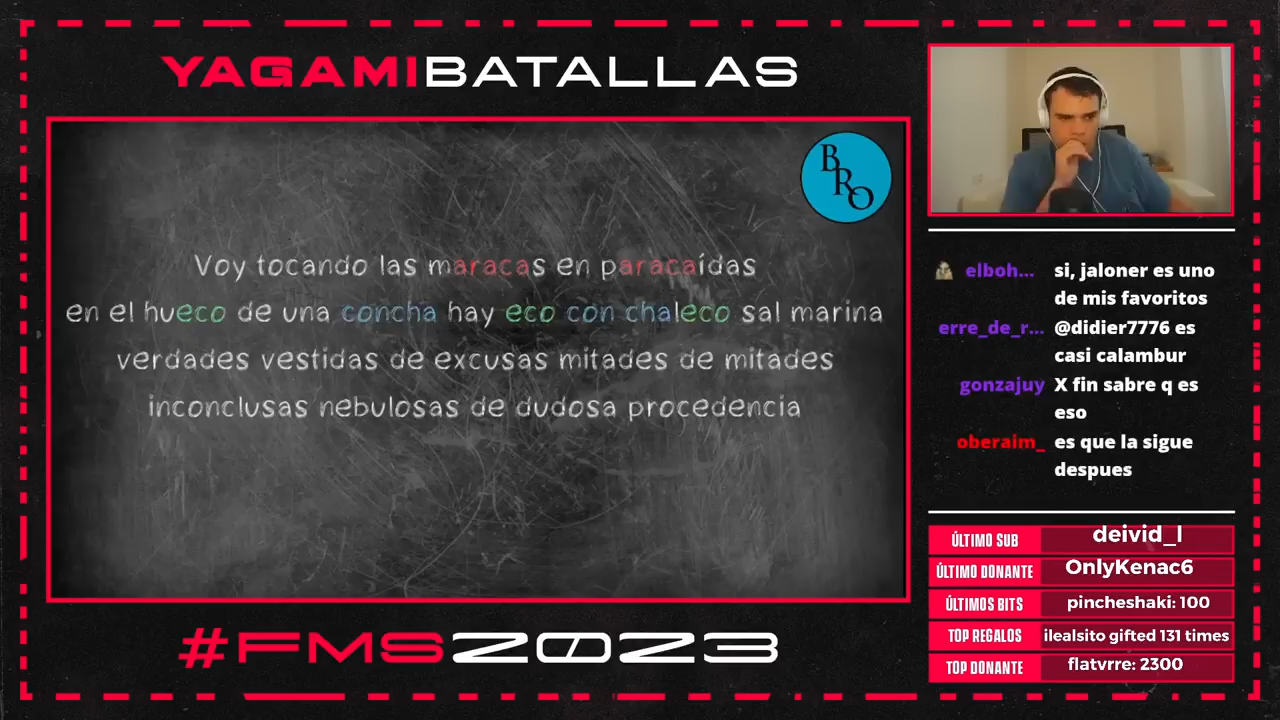 YAGAMIBATALLAS
BRO
Voy tocando las maracas en paracaídas
en el hueco de una concha hay eco con chaleco sal marina
verdades vestidas de excusas mitades de mitades
inconclusas nebulosas de dudosa procedencia
#FMS2023
elboh... si, jaloner es uno
de mis favoritos
erre_de_r... @didier7776 es
casi calambur
gonzajuy X fin sabre q es
eso
oberaim_ es que la sigue
despues
ÚLTIMO SUB deivid_l
ÚLTIMO DONANTE OnlyKenac6
ÚLTIMOS BITS pincheshaki: 100
TOP REGALOS ilealsito gifted 131 times
TOP DONANTE flatvrre: 2300